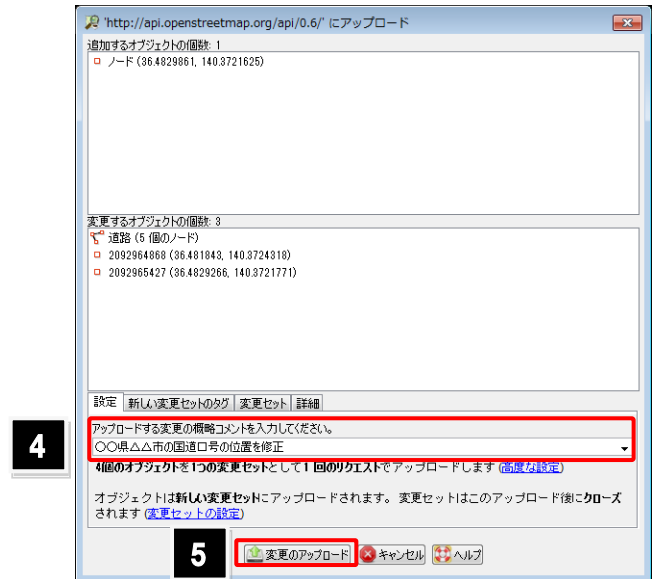 'http://api.openstreetmap.org/api/0.6/' にアップロード
追加するオブジェクトの個数: 1
ノード (36.4829861, 140.3721625)
変更するオブジェクトの個数: 3
道路 (5 個のノード)
2092964868 (36.481843, 140.3724318)
2092965427 (36.4829266, 140.3721771)
設定 新しい変更セットのタグ 変更セット 詳細
アップロードする変更の概略コメントを入力してください。
4
○○県△△市の国道口号の位置を修正
4個のオブジェクトを1つの変更セットとして1 回のリクエストでアップロードします (高度な設定)
オブジェクトは新しい変更セットにアップロードされます。 変更セットはこのアップロード後にクローズ
されます (変更セットの設定)
5 変更のアップロード キャンセル ヘルプ